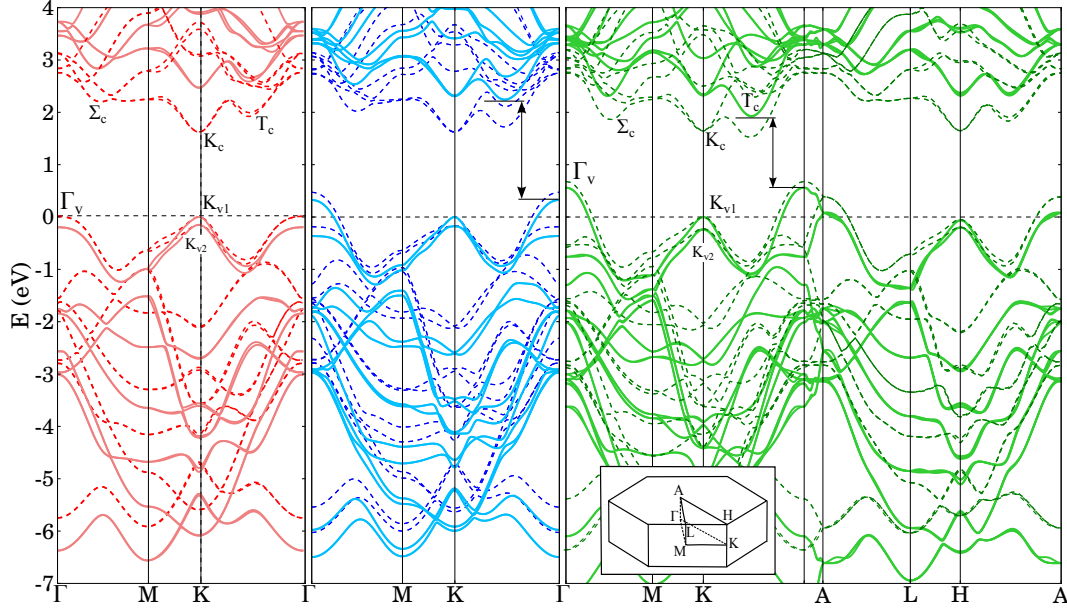 4
3
2
1
0
-1
-2
-3
-4
-5
-6
-7
E (eV)
Σc
Tc
Kc
Γv
Kv1
Kv2
Σc
Tc
Kc
Γv
Kv1
Kv2
A
Γ
H
L
M
K
Γ M K Γ M K Γ M K A L H A